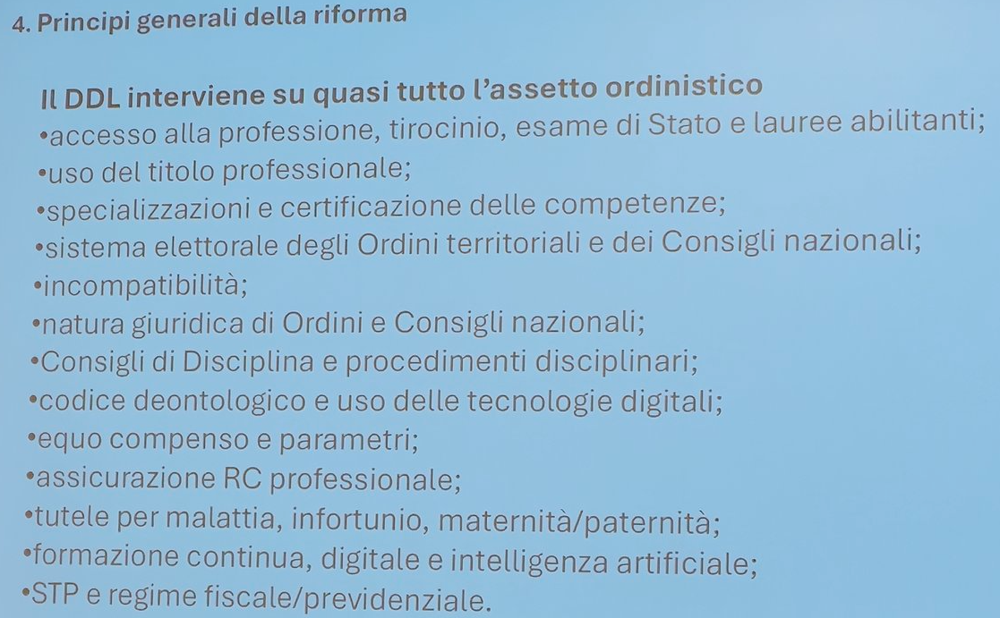 4. Principi generali della riforma
Il DDL interviene su quasi tutto l’assetto ordinistico
•accesso alla professione, tirocinio, esame di Stato e lauree abilitanti;
•uso del titolo professionale;
•specializzazioni e certificazione delle competenze;
•sistema elettorale degli Ordini territoriali e dei Consigli nazionali;
•incompatibilità;
•natura giuridica di Ordini e Consigli nazionali;
•Consigli di Disciplina e procedimenti disciplinari;
•codice deontologico e uso delle tecnologie digitali;
•equo compenso e parametri;
•assicurazione RC professionale;
•tutele per malattia, infortunio, maternità/paternità;
•formazione continua, digitale e intelligenza artificiale;
•STP e regime fiscale/previdenziale.